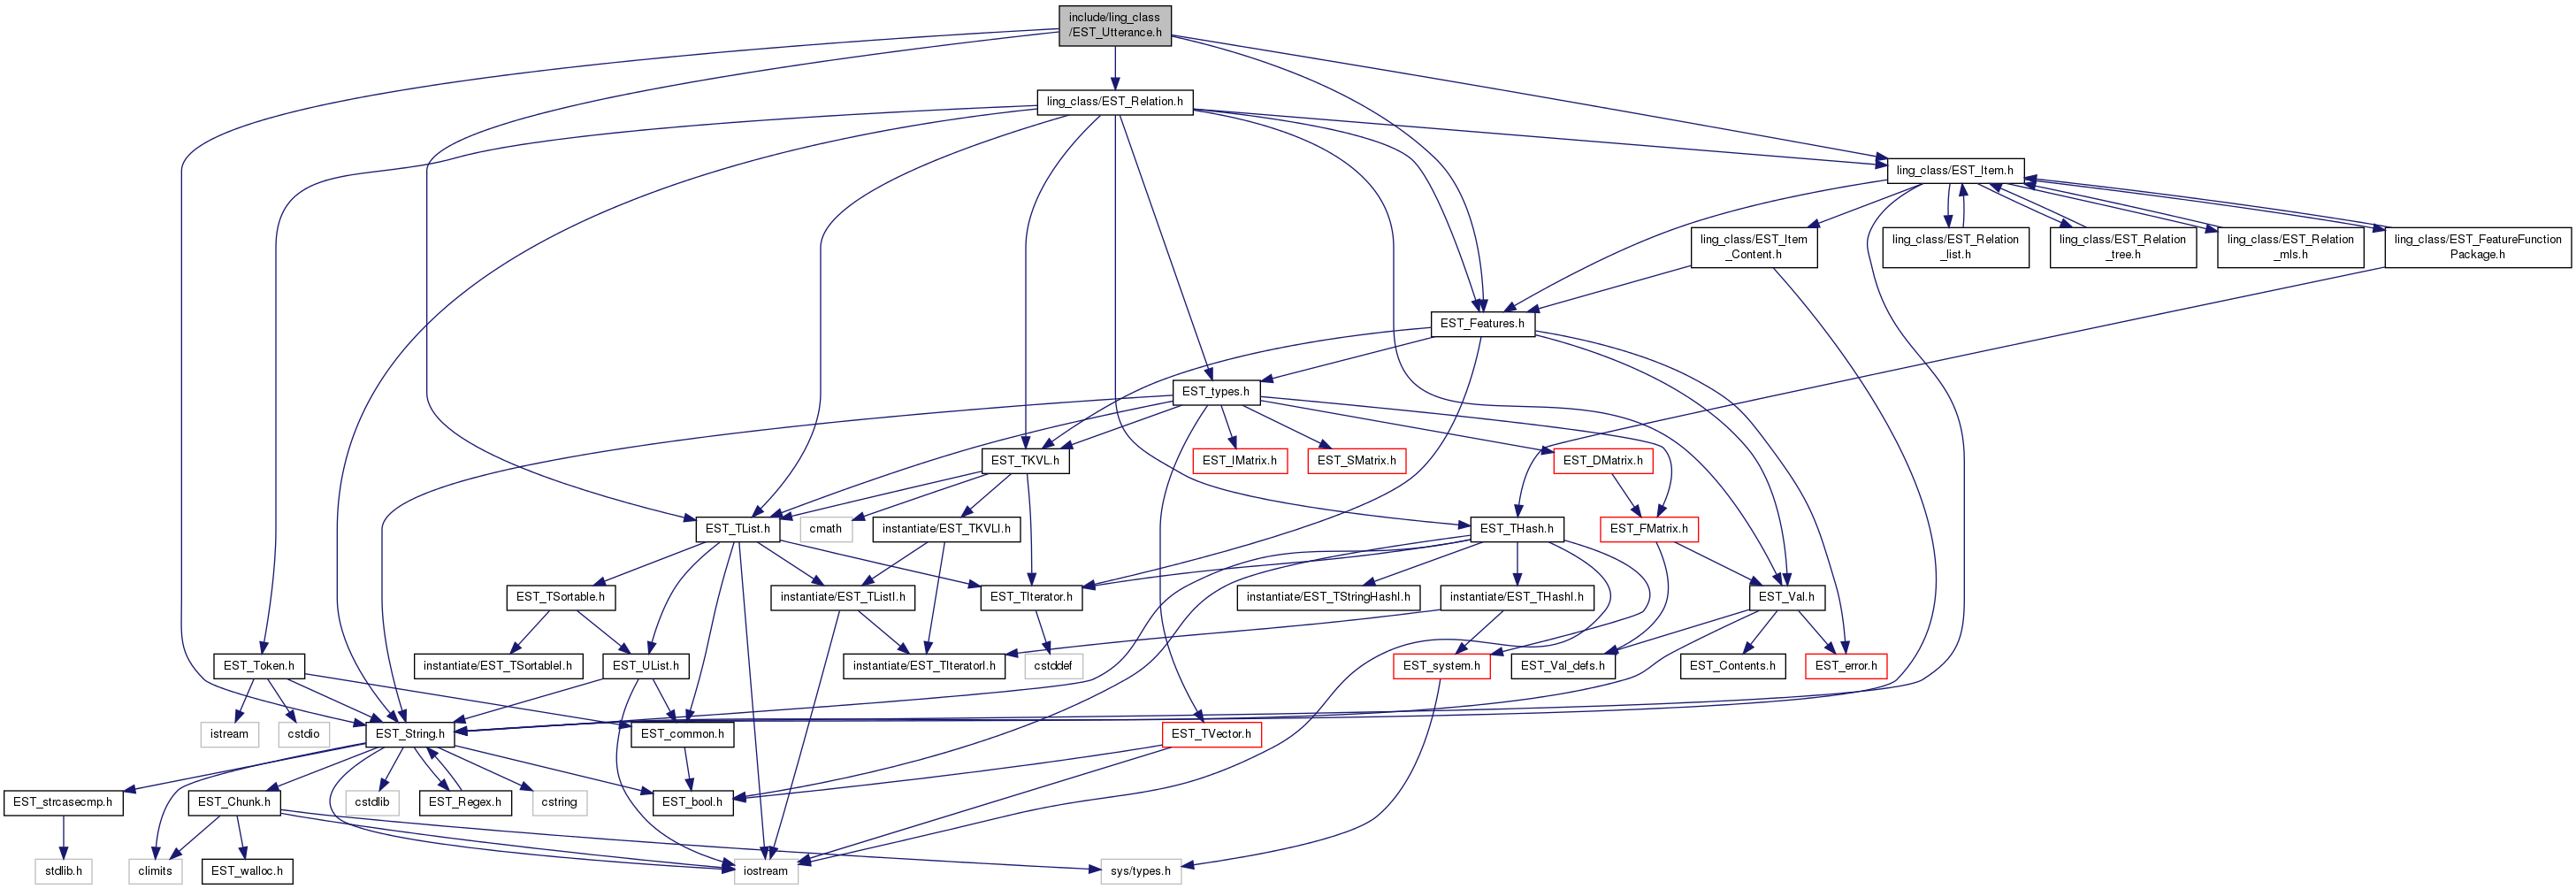 include/ling_class
/EST_Utterance.h
ling_class/EST_Relation.h
ling_class/EST_Item.h
ling_class/EST_Item
_Content.h
ling_class/EST_Relation
_list.h
ling_class/EST_Relation
_tree.h
ling_class/EST_Relation
_mls.h
ling_class/EST_FeatureFunction
Package.h
EST_Features.h
EST_types.h
EST_TKVL.h
EST_IMatrix.h
EST_SMatrix.h
EST_DMatrix.h
EST_TList.h
cmath
instantiate/EST_TKVLI.h
EST_THash.h
EST_FMatrix.h
EST_TSortable.h
instantiate/EST_TListI.h
EST_TIterator.h
instantiate/EST_TStringHashI.h
instantiate/EST_THashI.h
EST_Val.h
EST_Token.h
instantiate/EST_TSortableI.h
EST_UList.h
instantiate/EST_TIteratorI.h
cstddef
EST_system.h
EST_Val_defs.h
EST_Contents.h
EST_error.h
istream
cstdio
EST_String.h
EST_common.h
EST_TVector.h
EST_strcasecmp.h
EST_Chunk.h
cstdlib
EST_Regex.h
cstring
EST_bool.h
stdlib.h
climits
EST_walloc.h
iostream
sys/types.h